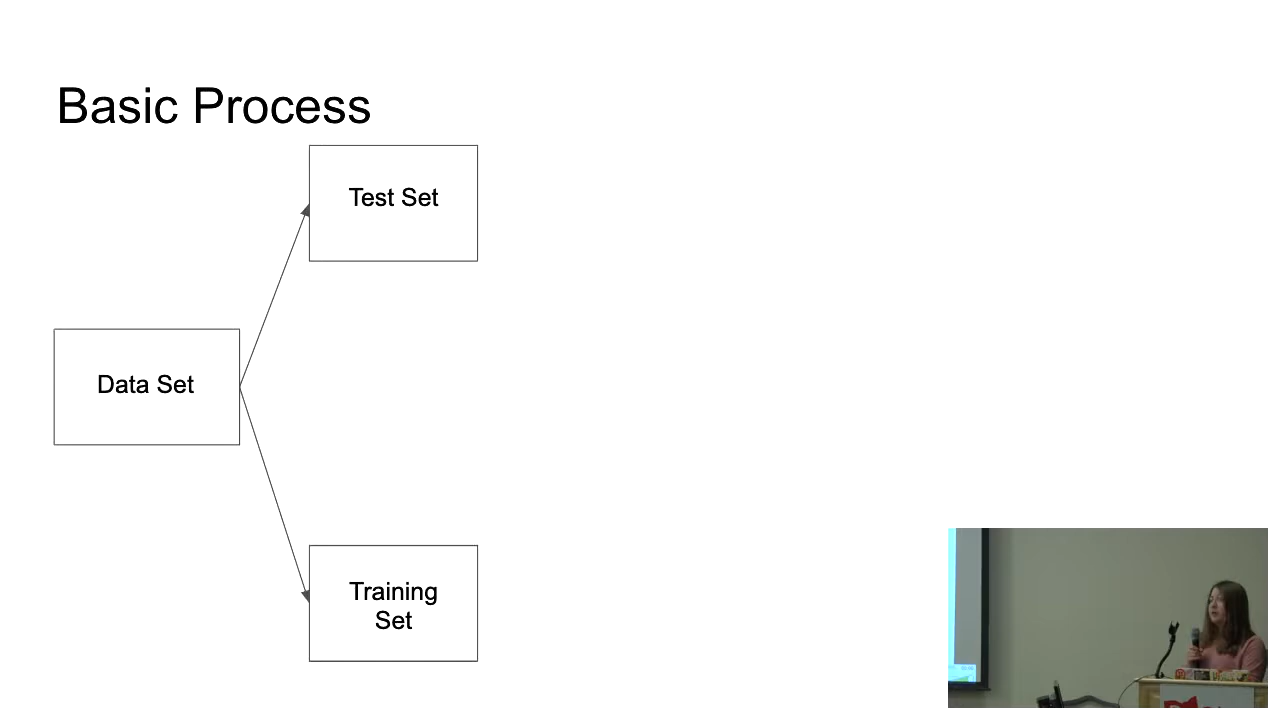 Basic Process
Test Set
Data Set
Training
Set